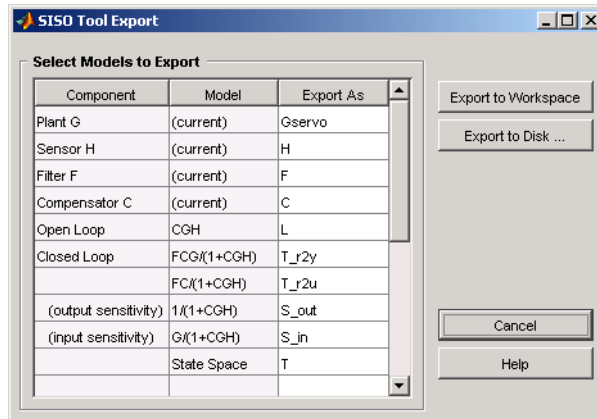 SISO Tool Export
Select Models to Export
Component Model Export As
Plant G (current) Gservo
Sensor H (current) H
Filter F (current) F
Compensator C (current) C
Open Loop CGH L
Closed Loop FCG/(1+CGH) T_r2y
FC/(1+CGH) T_r2u
(output sensitivity) 1/(1+CGH) S_out
(input sensitivity) G/(1+CGH) S_in
State Space T
Export to Workspace
Export to Disk ...
Cancel
Help